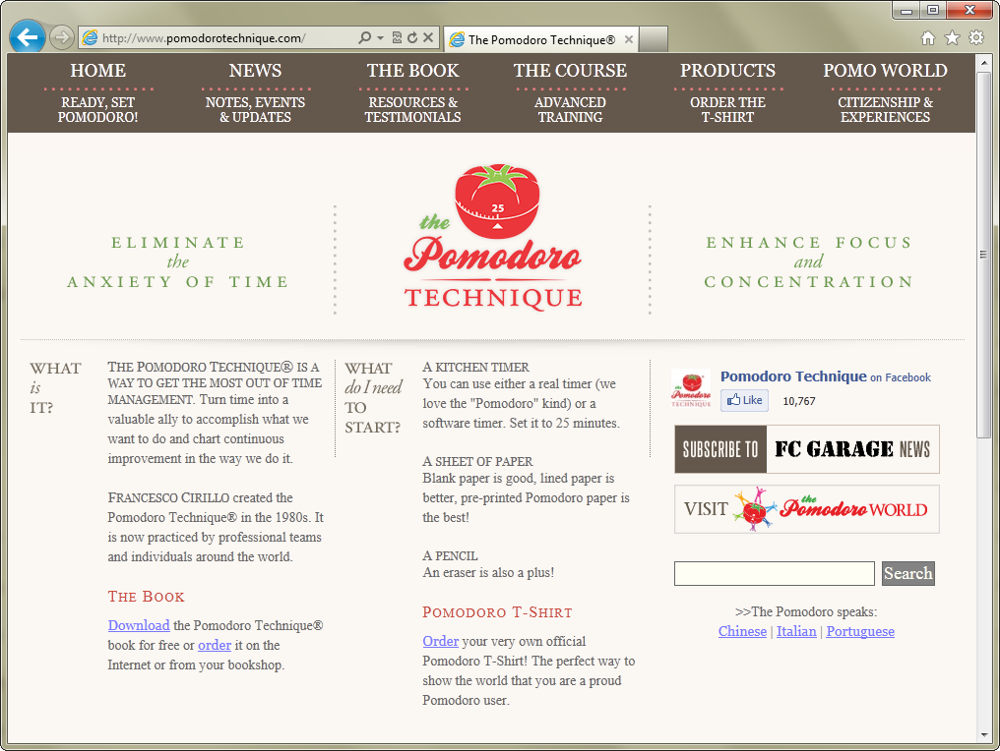 http://www.pomodorotechnique.com/
The Pomodoro Technique®
HOME
READY, SET
POMODORO!
NEWS
NOTES, EVENTS
& UPDATES
THE BOOK
RESOURCES &
TESTIMONIALS
THE COURSE
ADVANCED
TRAINING
PRODUCTS
ORDER THE
T-SHIRT
POMO WORLD
CITIZENSHIP &
EXPERIENCES
ELIMINATE
the
ANXIETY OF TIME
25
the
Pomodoro
TECHNIQUE
ENHANCE FOCUS
and
CONCENTRATION
WHAT
is
IT?
THE POMODORO TECHNIQUE® IS A
WAY TO GET THE MOST OUT OF TIME
MANAGEMENT. Turn time into a
valuable ally to accomplish what we
want to do and chart continuous
improvement in the way we do it.
FRANCESCO CIRILLO created the
Pomodoro Technique® in the 1980s. It
is now practiced by professional teams
and individuals around the world.
THE BOOK
Download the Pomodoro Technique®
book for free or order it on the
Internet or from your bookshop.
WHAT
do I need
TO
START?
A KITCHEN TIMER
You can use either a real timer (we
love the "Pomodoro" kind) or a
software timer. Set it to 25 minutes.
A SHEET OF PAPER
Blank paper is good, lined paper is
better, pre-printed Pomodoro paper is
the best!
A PENCIL
An eraser is also a plus!
POMODORO T-SHIRT
Order your very own official
Pomodoro T-Shirt! The perfect way to
show the world that you are a proud
Pomodoro user.
the
Pomodoro
TECHNIQUE
Pomodoro Technique on Facebook
Like 10,767
SUBSCRIBE TO FC GARAGE NEWS
VISIT the Pomodoro WORLD
Search
>>The Pomodoro speaks:
Chinese | Italian | Portuguese